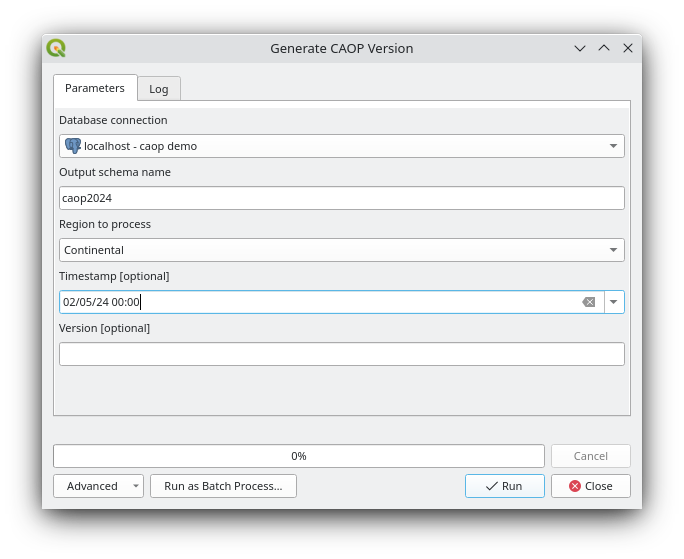 Generate CAOP Version
Parameters
Log
Database connection
localhost - caop demo
Output schema name
caop2024
Region to process
Continental
Timestamp [optional]
02/05/24 00:00
Version [optional]
0%
Cancel
Advanced
Run as Batch Process...
Run
Close